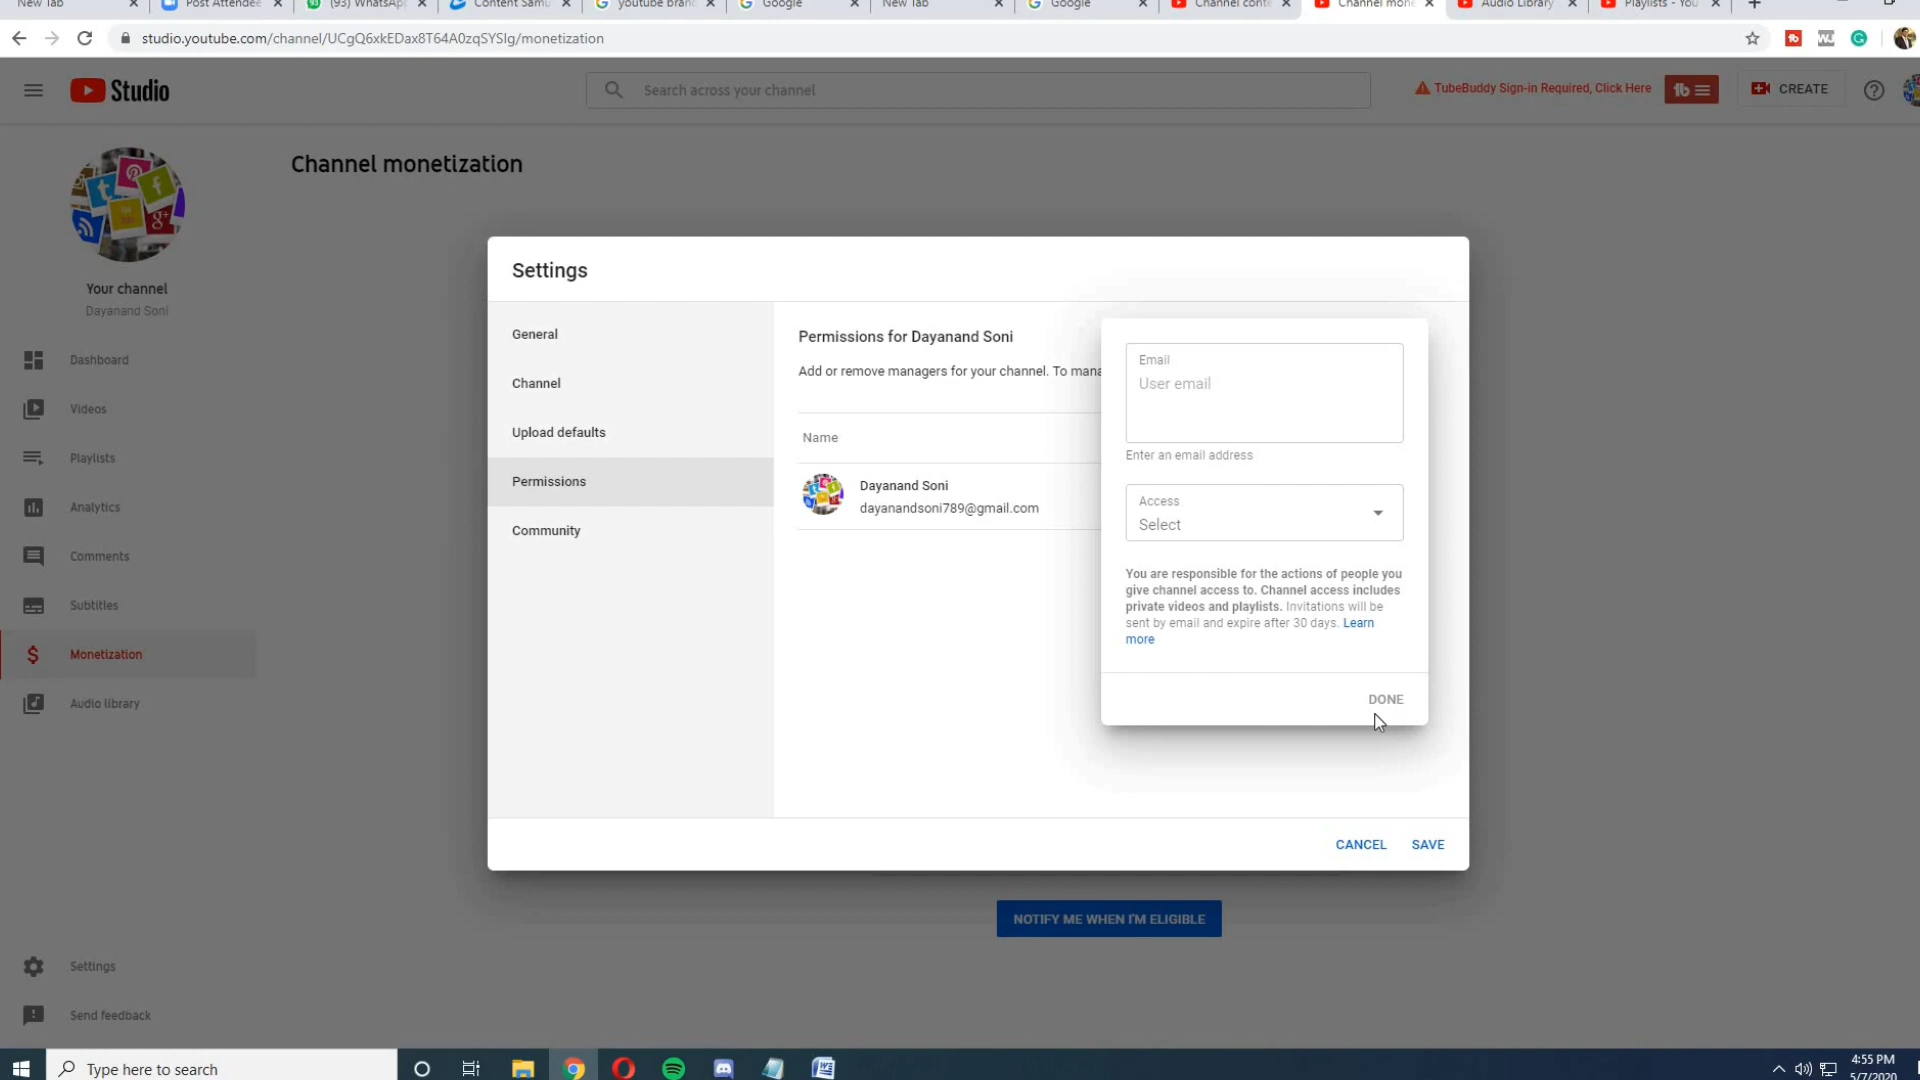 New Tab
Post Attendee
(93) WhatsApp
Content Samu
youtube bran
Google
New Tab
Google
Channel conte
Channel mone
Audio Library
Playlists - You
studio.youtube.com/channel/UCgQ6xkEDax8T64A0zqSYSIg/monetization
Studio
Search across your channel
TubeBuddy Sign-in Required, Click Here
CREATE
Channel monetization
Your channel
Dayanand Soni
Dashboard
Videos
Playlists
Analytics
Comments
Subtitles
Monetization
Audio library
Settings
Send feedback
Settings
General
Channel
Upload defaults
Permissions
Community
Permissions for Dayanand Soni
Add or remove managers for your channel. To mana
Name
Dayanand Soni
dayanandsoni789@gmail.com
Email
User email
Enter an email address
Access
Select
You are responsible for the actions of people you
give channel access to. Channel access includes
private videos and playlists. Invitations will be
sent by email and expire after 30 days. Learn
more
DONE
CANCEL
SAVE
NOTIFY ME WHEN I'M ELIGIBLE
Type here to search
4:55 PM
5/7/2020